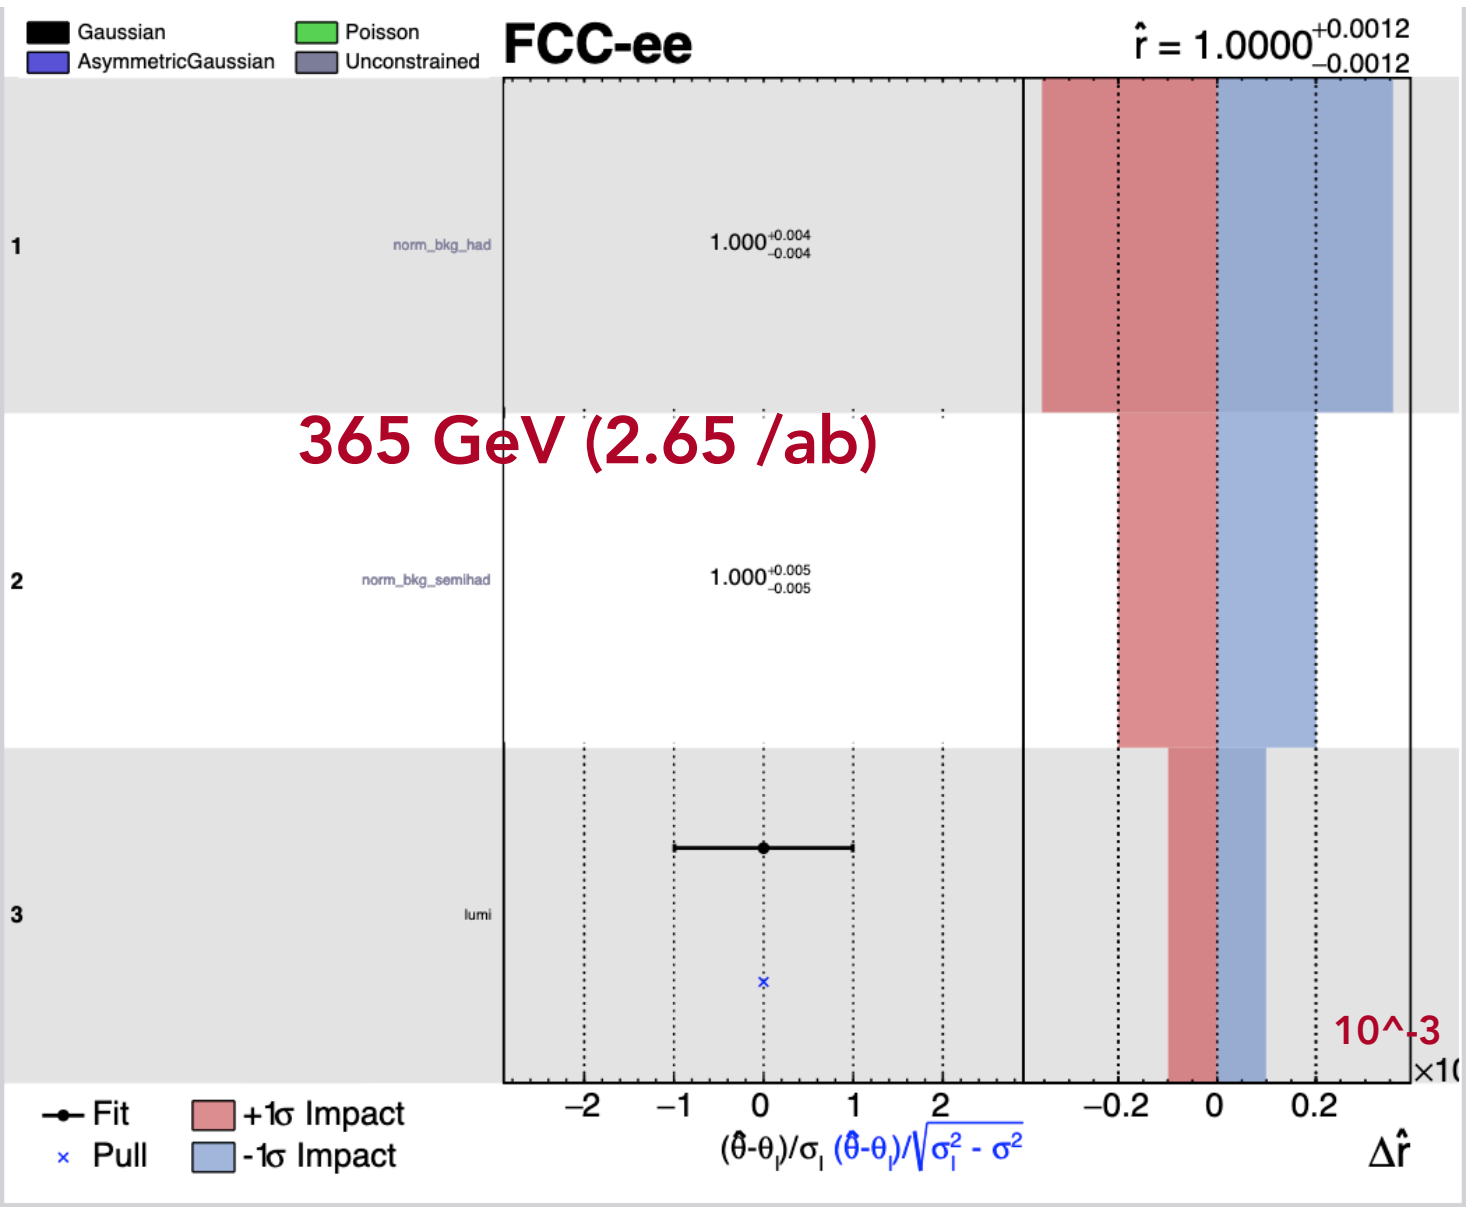 Gaussian Poisson
AsymmetricGaussian Unconstrained
FCC-ee
r̂ = 1.0000 +0.0012 −0.0012
1 norm_bkg_had 1.000 +0.004 −0.004
365 GeV (2.65 /ab)
2 norm_bkg_semihad 1.000 +0.005 −0.005
3 lumi
10^-3
×10
−2 −1 0 1 2 −0.2 0 0.2
Fit +1σ Impact
Pull -1σ Impact
(θ̂-θI)/σI (θ̂-θI)/√σI² - σ²
Δr̂